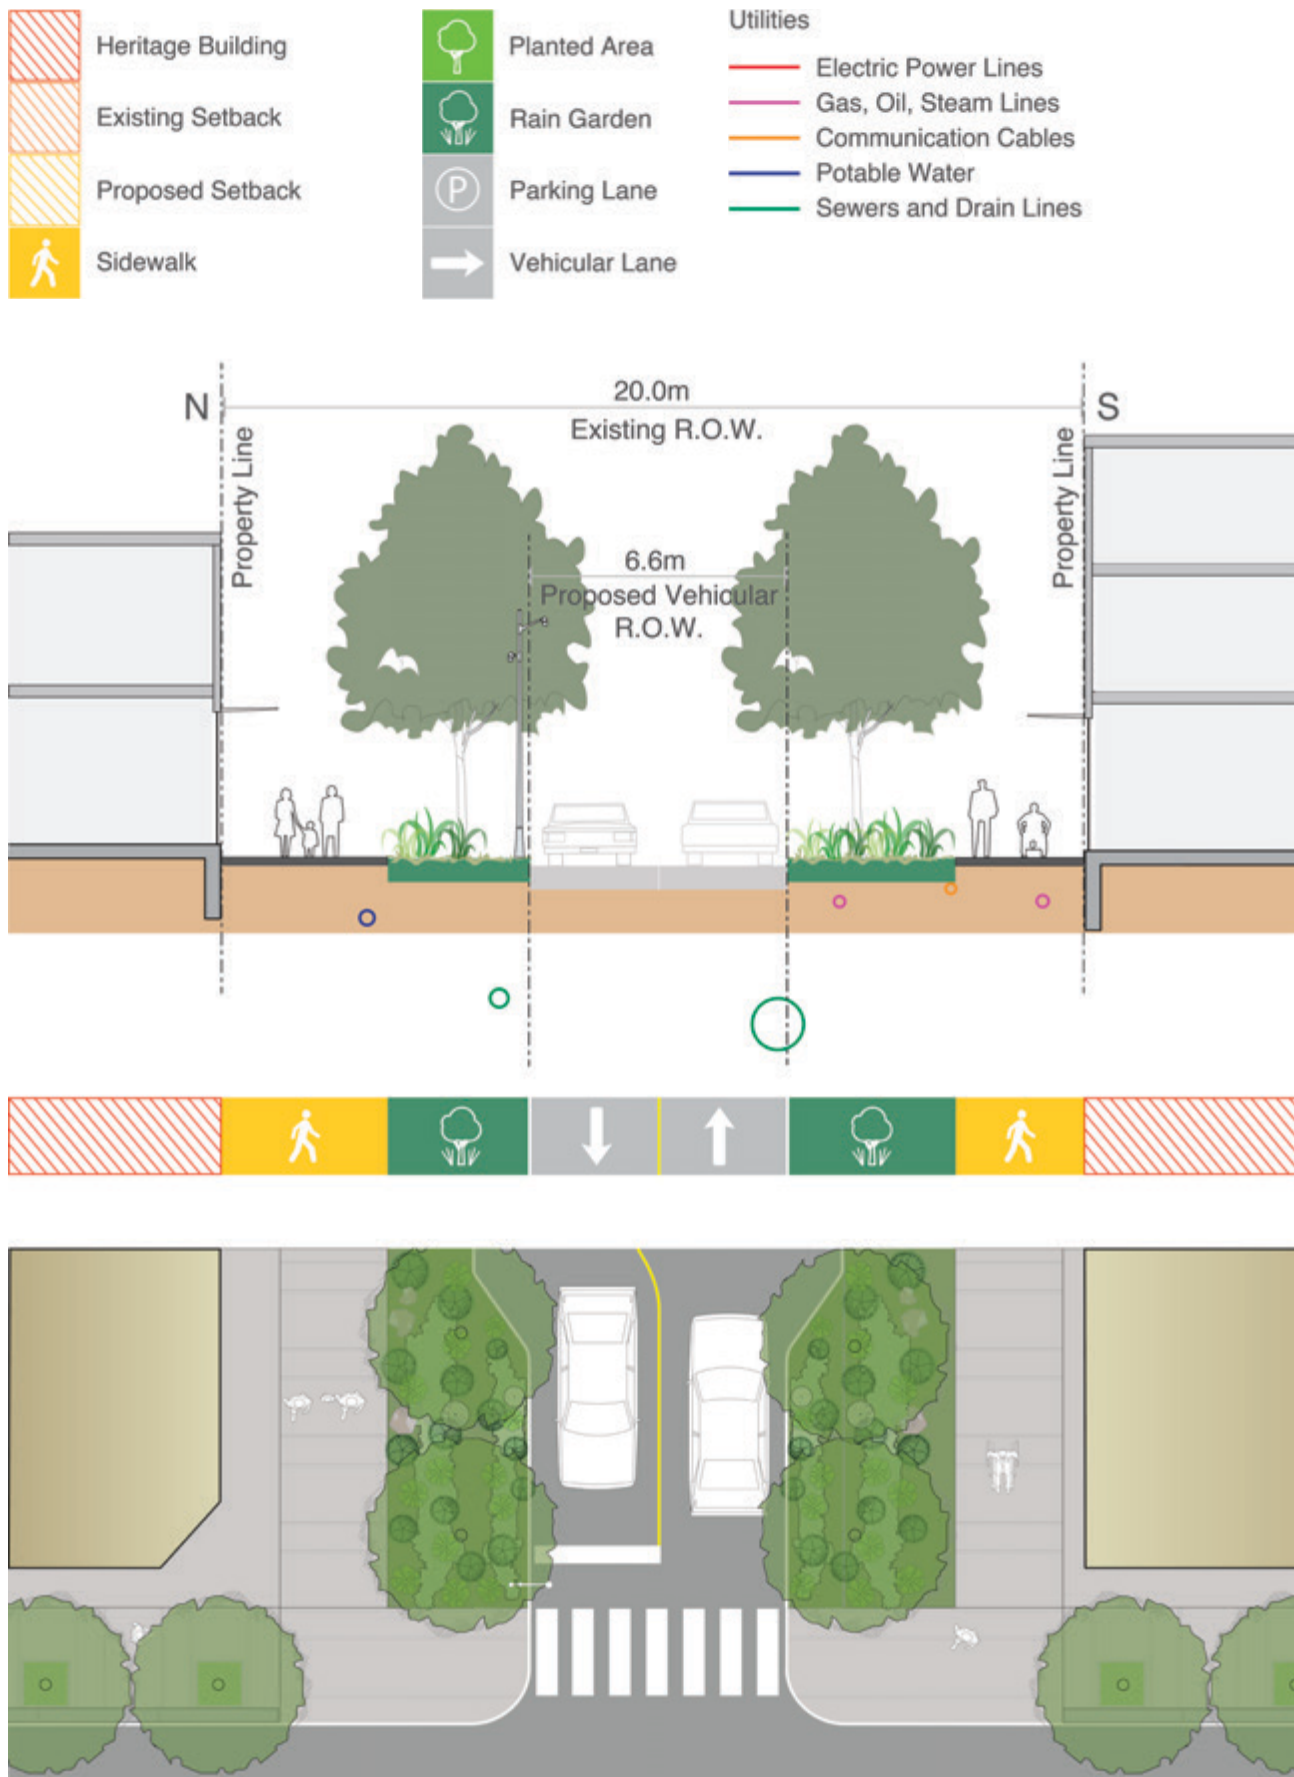 Heritage Building
Existing Setback
Proposed Setback
Sidewalk
Planted Area
Rain Garden
P
Parking Lane
Vehicular Lane
Utilities
Electric Power Lines
Gas, Oil, Steam Lines
Communication Cables
Potable Water
Sewers and Drain Lines
N
20.0m
S
Existing R.O.W.
Property Line
Property Line
6.6m
Proposed Vehicular
R.O.W.